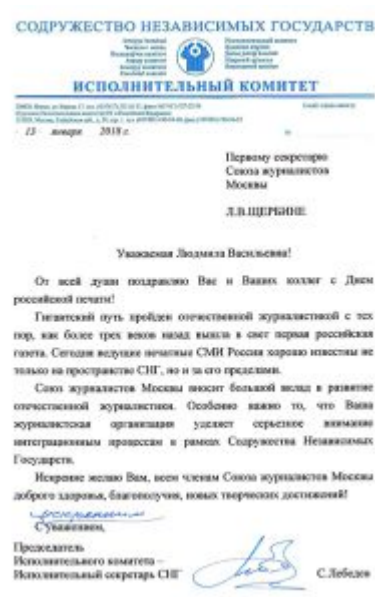 СОДРУЖЕСТВО НЕЗАВИСИМЫХ ГОСУДАРСТВ
ИСПОЛНИТЕЛЬНЫЙ КОМИТЕТ
13 января 2018 г.
Первому секретарю
Союза журналистов
Москвы
Л.В.ЩЕРБИНЕ
Уважаемая Людмила Васильевна!
От всей души поздравляю Вас и Ваших коллег с Днем
российской печати!
Гигантский путь пройден отечественной журналистикой с тех
пор, как более трех веков назад вышла в свет первая российская
газета. Сегодня ведущие печатные СМИ России хорошо известны не
только на пространстве СНГ, но и за его пределами.
Союз журналистов Москвы вносит большой вклад в развитие
отечественной журналистики. Особенно важно то, что Ваша
журналистская организация уделяет серьезное внимание
интеграционным процессам в рамках Содружества Независимых
Государств.
Искренне желаю Вам, всем членам Союза журналистов Москвы
доброго здоровья, благополучия, новых творческих достижений!
С уважением,
Председатель
Исполнительного комитета –
Исполнительный секретарь СНГ
С.Лебедев